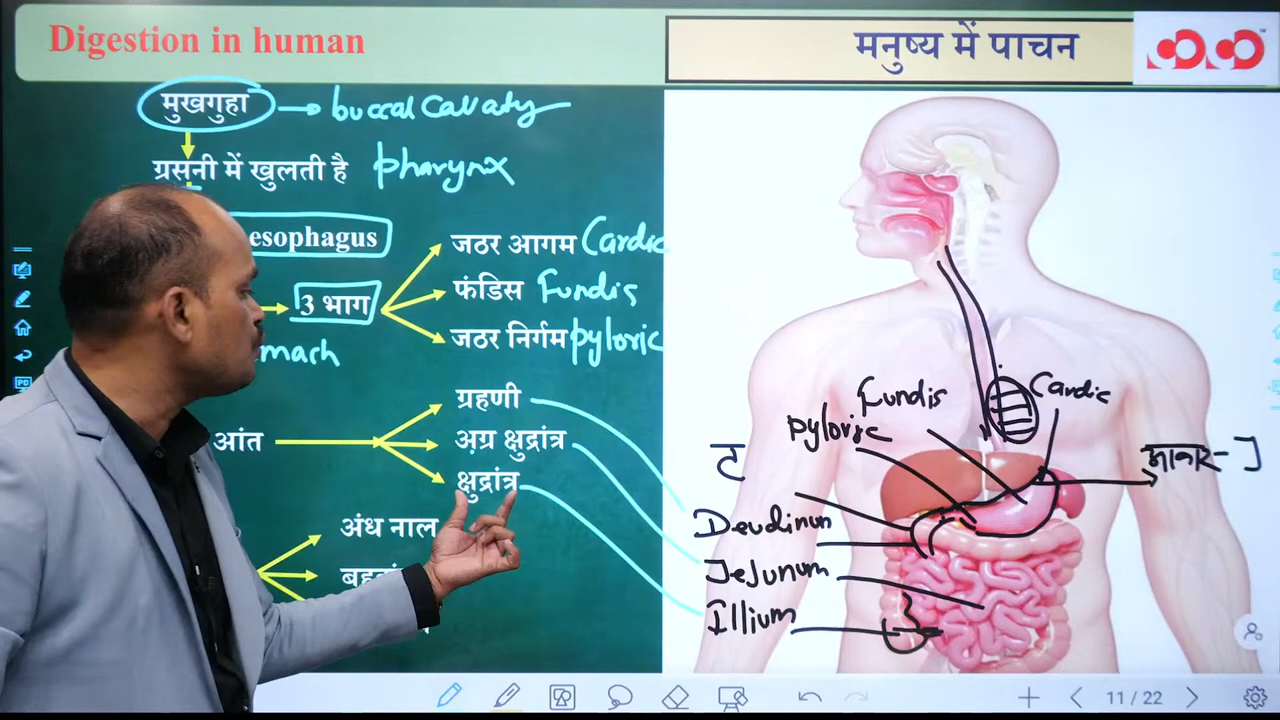 Digestion in human
मनुष्य में पाचन
मुखगुहा → buccal Cavaty
ग्रसनी में खुलती है pharynx
esophagus
3 भाग
mach
जठर आगम Cardic
फंडिस Fundis
जठर निर्गम pyloric
आंत
ग्रहणी
अग्र क्षुद्रांत्र
क्षुद्रांत्र
अंध नाल
Fundis
Cardic
pyloric
आकार - J
Deudinum
JeJunum
Illium
11 / 22